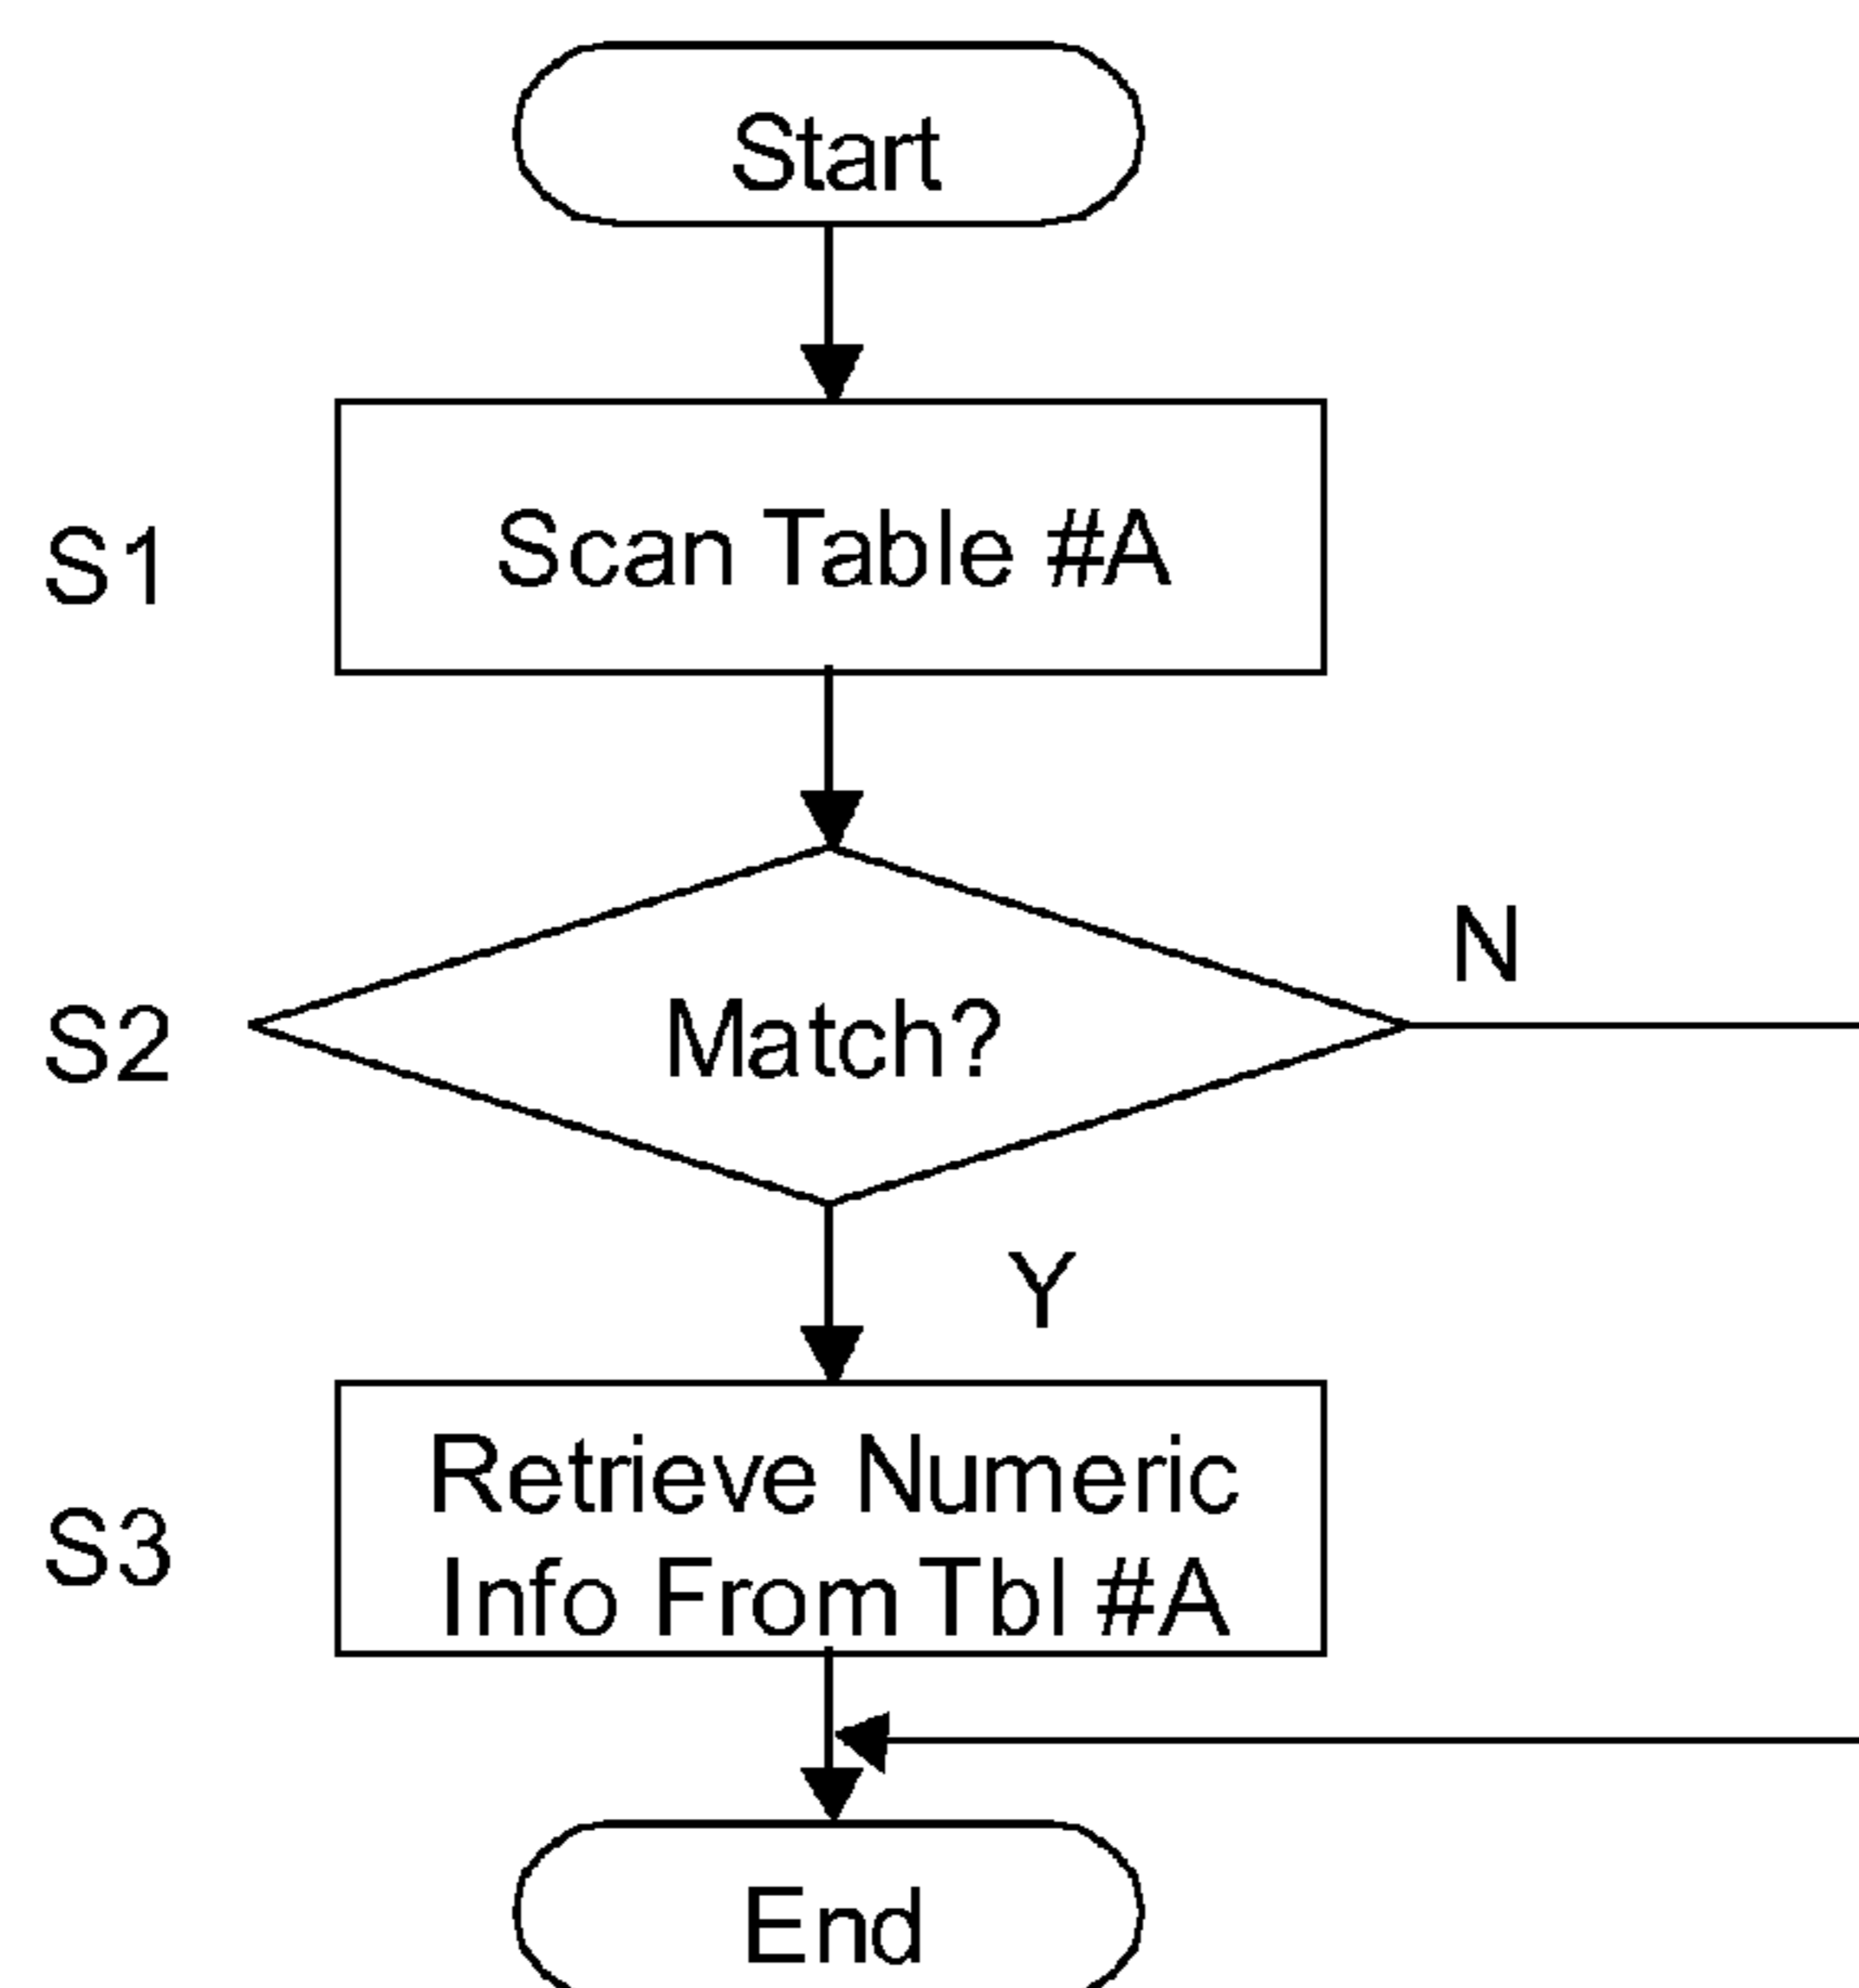 Start
S1
Scan Table #A
N
S2
Match?
Y
Retrieve Numeric
S3
Info From Tbl #A
End